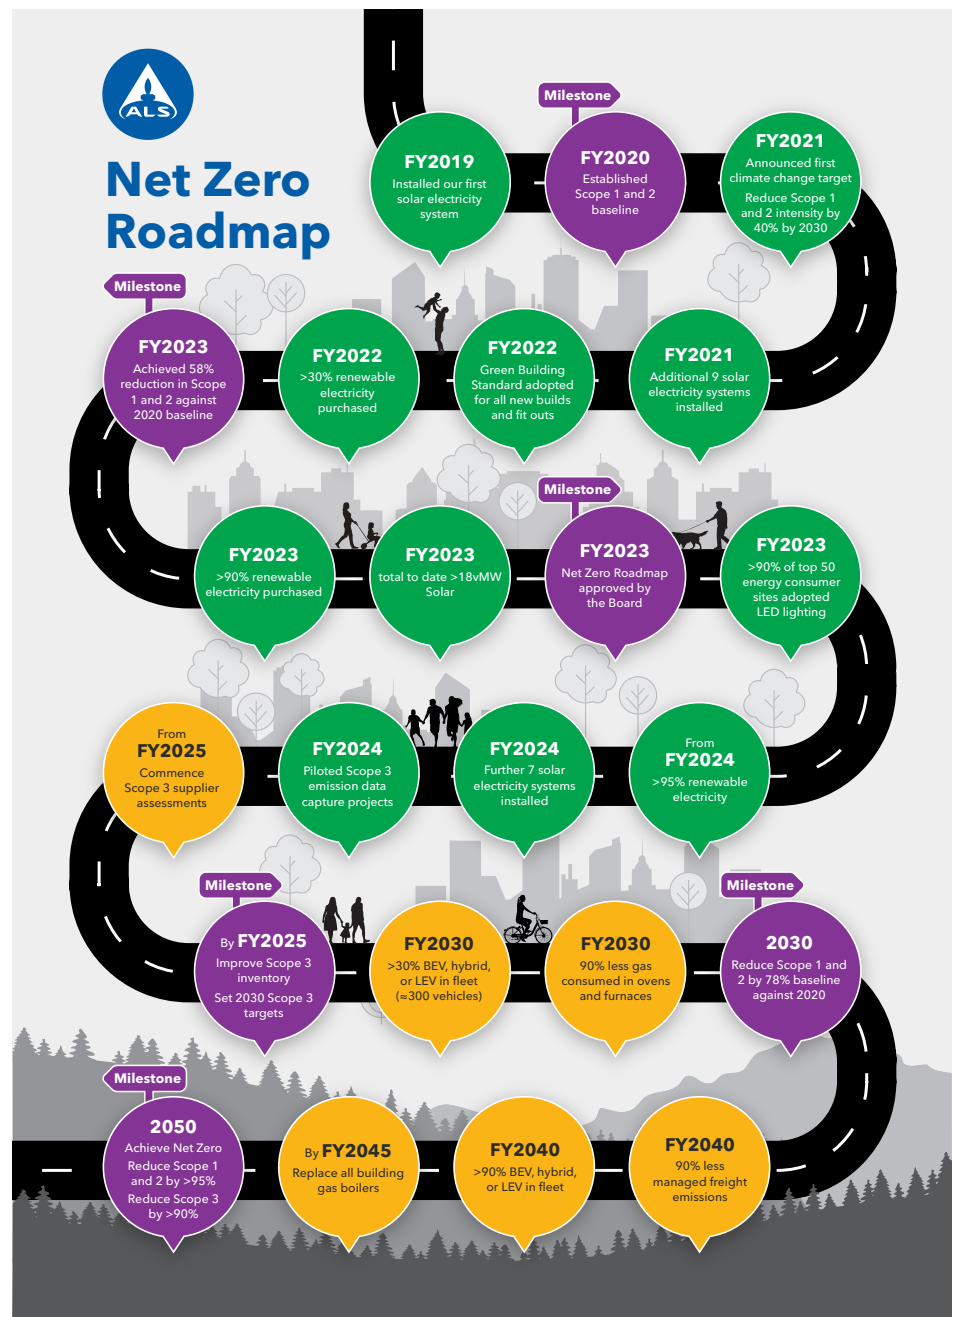 ALS
Net Zero
Roadmap
FY2019
Installed our first
solar electricity
system
Milestone
FY2020
Established
Scope 1 and 2
baseline
FY2021
Announced first
climate change target
Reduce Scope 1
and 2 intensity by
40% by 2030
FY2021
Additional 9 solar
electricity systems
installed
FY2022
Green Building
Standard adopted
for all new builds
and fit outs
FY2022
>30% renewable
electricity
purchased
Milestone
FY2023
Achieved 58%
reduction in Scope
1 and 2 against
2020 baseline
FY2023
>90% renewable
electricity purchased
FY2023
total to date >18vMW
Solar
Milestone
FY2023
Net Zero Roadmap
approved by
the Board
FY2023
>90% of top 50
energy consumer
sites adopted
LED lighting
From
FY2024
>95% renewable
electricity
FY2024
Further 7 solar
electricity systems
installed
FY2024
Piloted Scope 3
emission data
capture projects
From
FY2025
Commence
Scope 3 supplier
assessments
Milestone
By FY2025
Improve Scope 3
inventory
Set 2030 Scope 3
targets
FY2030
>30% BEV, hybrid,
or LEV in fleet
(≈300 vehicles)
FY2030
90% less gas
consumed in ovens
and furnaces
Milestone
2030
Reduce Scope 1 and
2 by 78% baseline
against 2020
FY2040
90% less
managed freight
emissions
FY2040
>90% BEV, hybrid,
or LEV in fleet
By FY2045
Replace all building
gas boilers
Milestone
2050
Achieve Net Zero
Reduce Scope 1
and 2 by >95%
Reduce Scope 3
by >90%